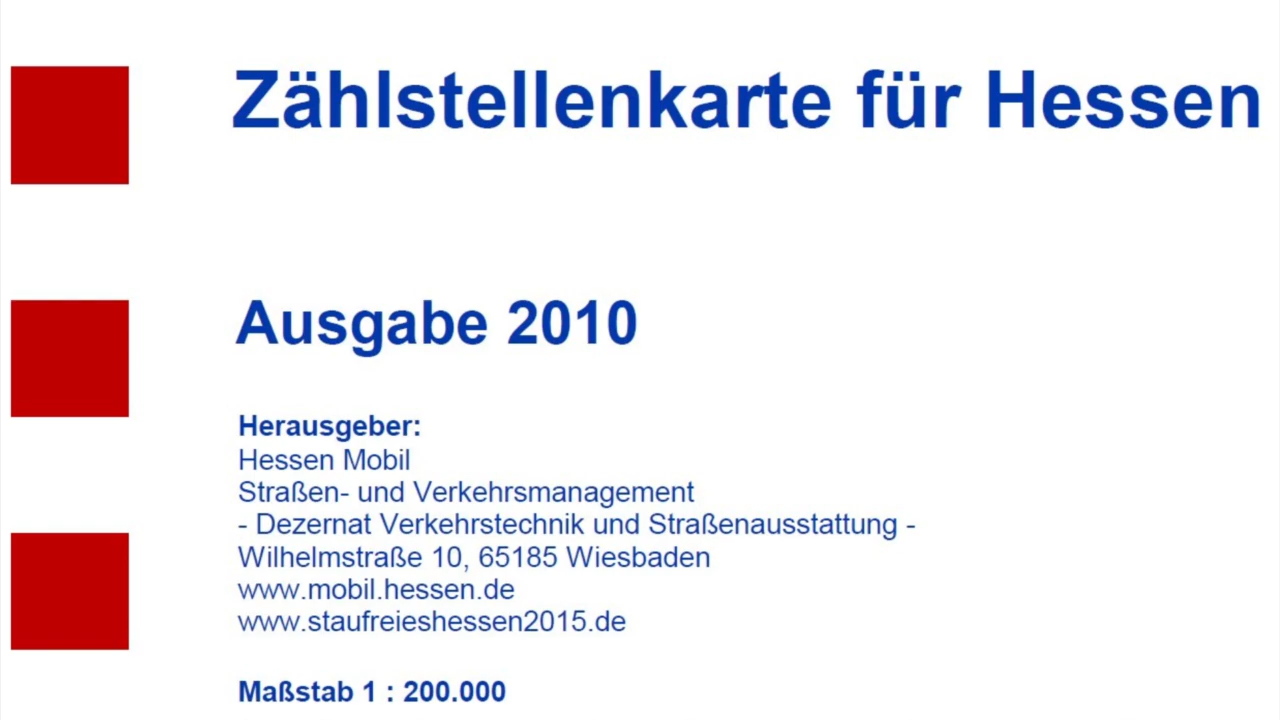 Zählstellenkarte für Hessen
Ausgabe 2010
Herausgeber:
Hessen Mobil
Straßen- und Verkehrsmanagement
- Dezernat Verkehrstechnik und Straßenausstattung -
Wilhelmstraße 10, 65185 Wiesbaden
www.mobil.hessen.de
www.staufreieshessen2015.de
Maßstab 1 : 200.000